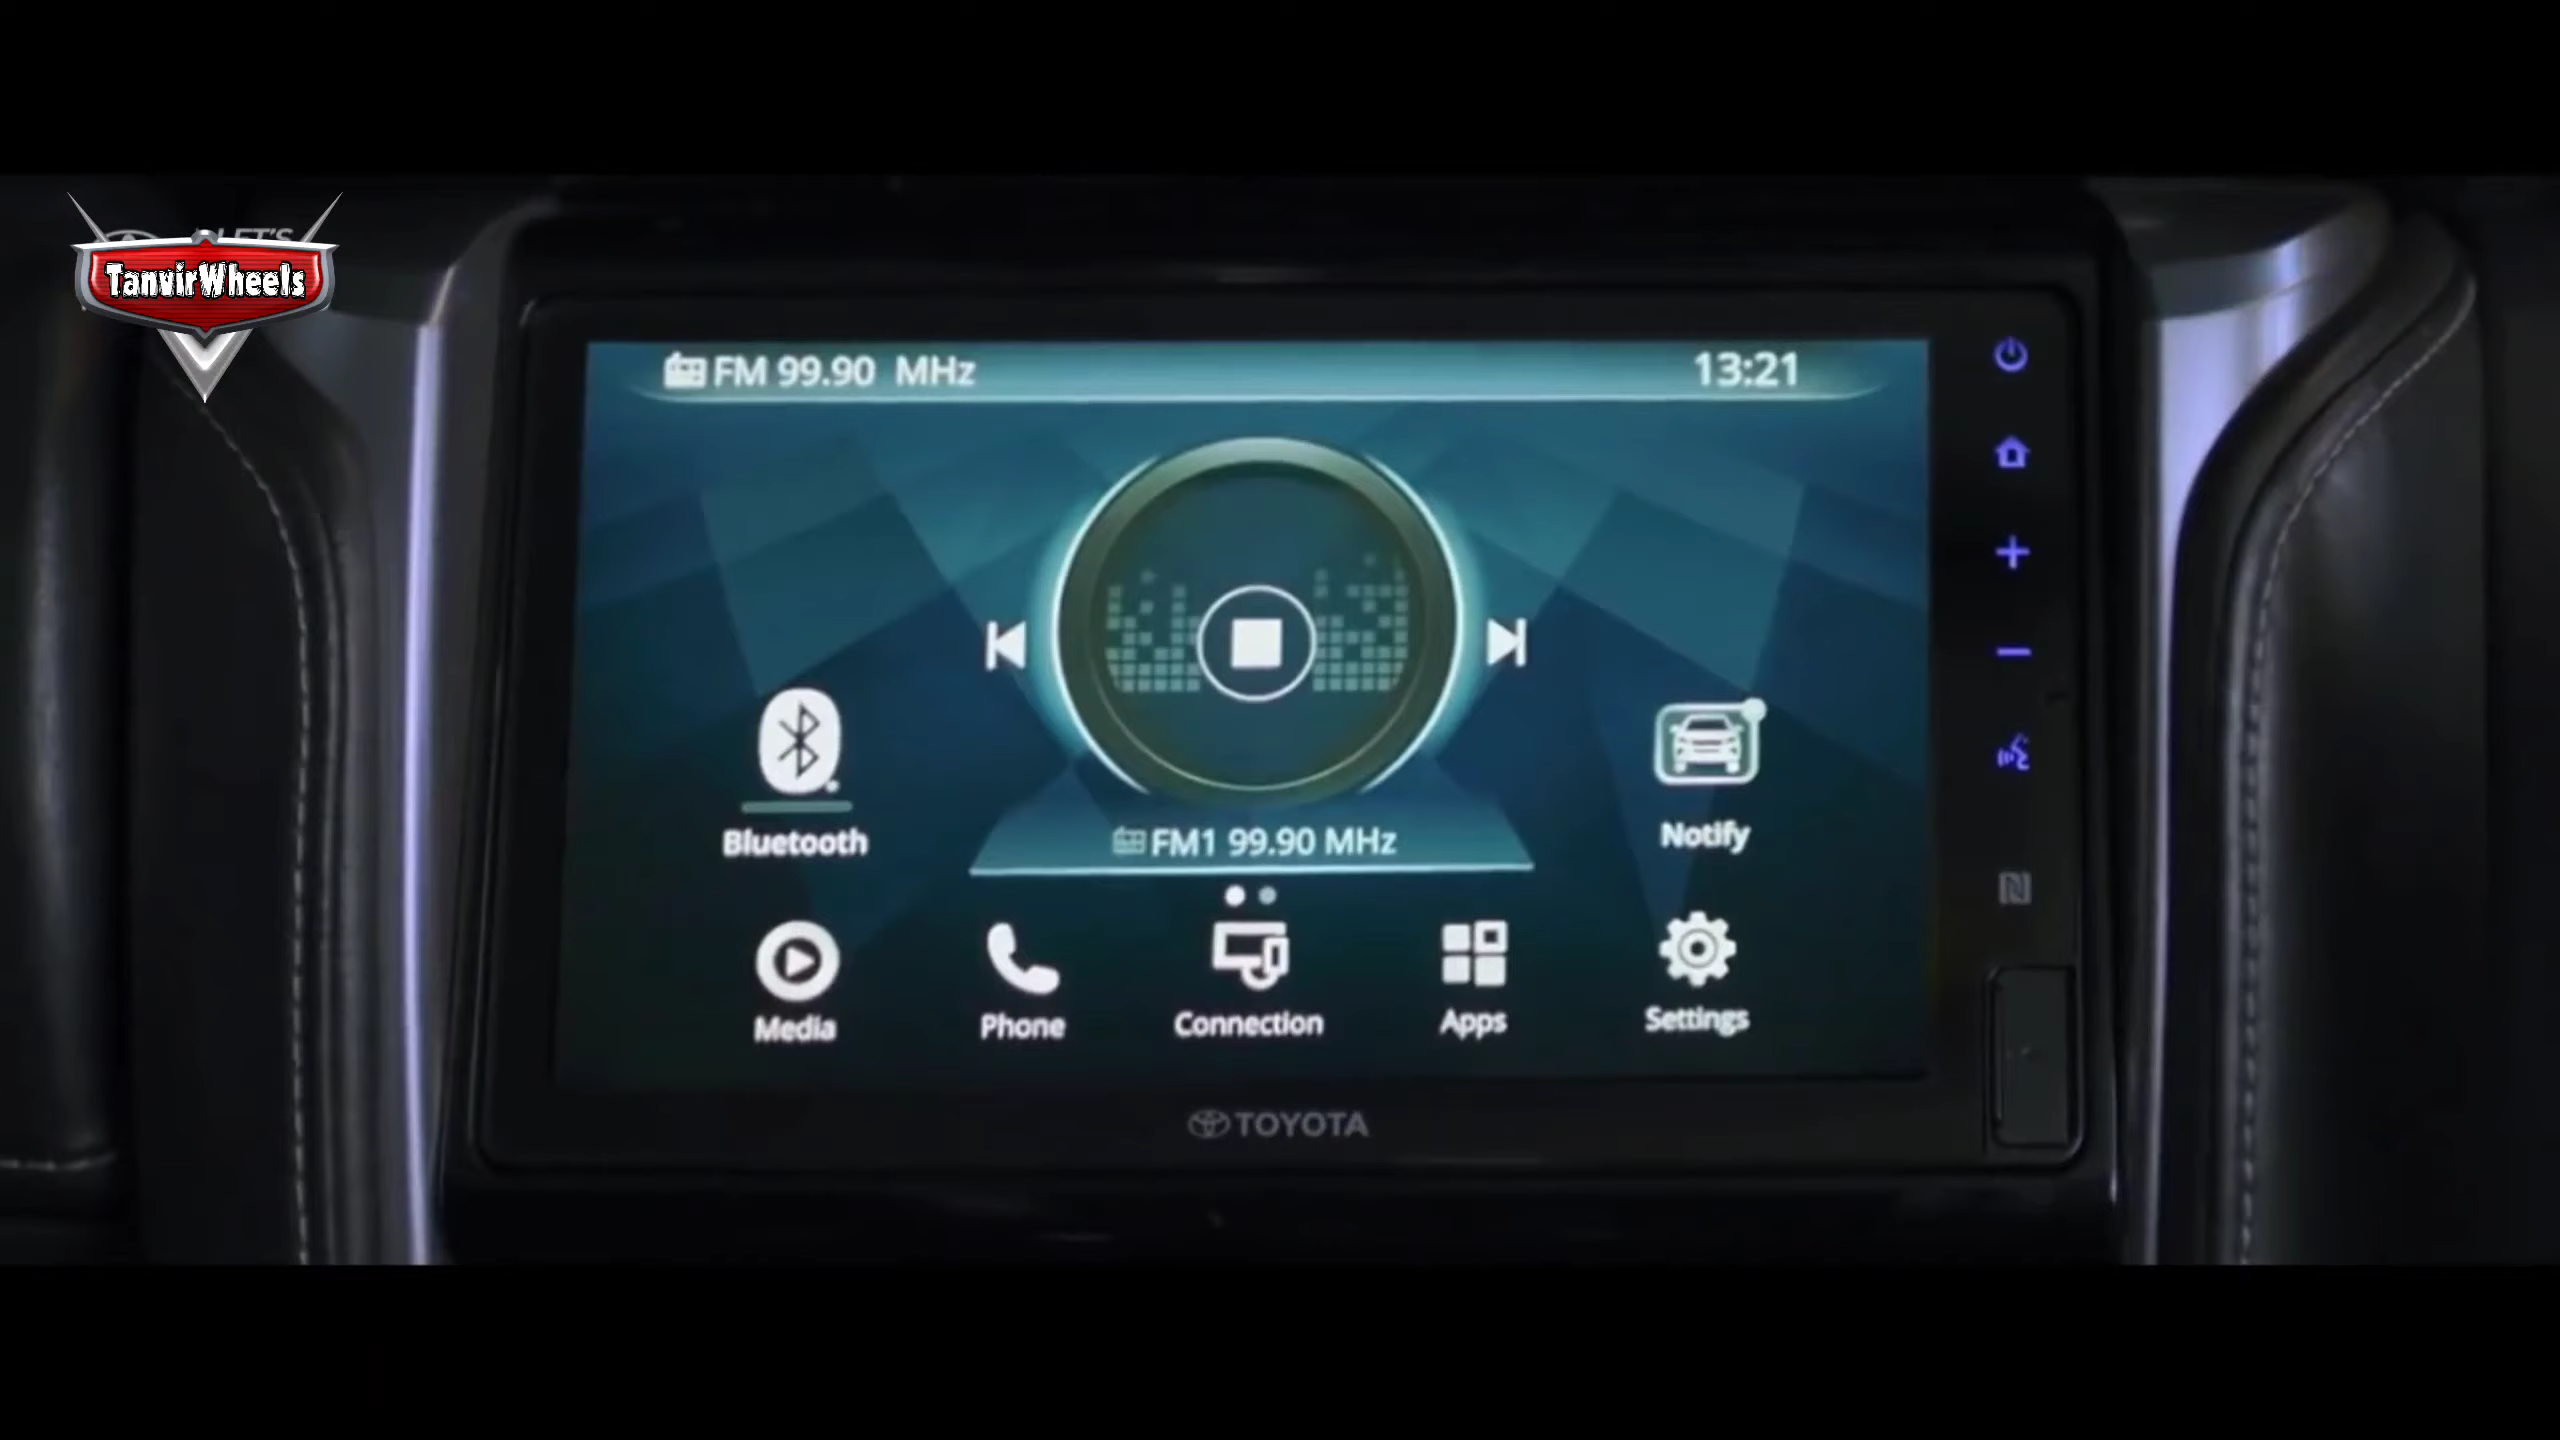 LET'S
TanvirWheels
FM 99.90 MHz
13:21
FM1 99.90 MHz
Bluetooth
Notify
Media
Phone
Connection
Apps
Settings
TOYOTA